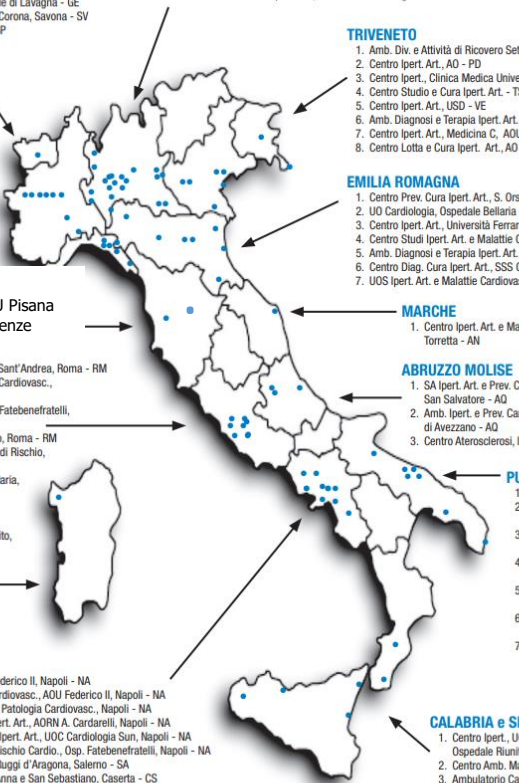 le di Lavagna - GE
Corona, Savona - SV
TRIVENETO
1. Amb. Div. e Attività di Ricovero Set
2. Centro Ipert. Art., AO - PD
3. Centro Ipert., Clinica Medica Unive
4. Centro Studio e Cura Ipert. Art. - TS
5. Centro Ipert. Art., USD - VE
6. Amb. Diagnosi e Terapia Ipert. Art.
7. Centro Ipert. Art., Medicina C, AOU
8. Centro Lotta e Cura Ipert. Art., AO
EMILIA ROMAGNA
1. Centro Prev. Cura Ipert. Art., S. Ors
2. UO Cardiologia, Ospedale Bellaria
3. Centro Ipert. Art., Università Ferrar
4. Centro Studi Ipert. Art. e Malattie C
5. Amb. Diagnosi e Terapia Ipert. Art.
6. Centro Diag. Cura Ipert. Art., SSS C
7. UOS Ipert. Art. e Malattie Cardiovas
U Pisana
enze
MARCHE
1. Centro Ipert. Art. e Ma
Torretta - AN
Sant'Andrea, Roma - RM
Cardiovasc.,
Fatebenefratelli,
o, Roma - RM
di Rischio,
aria,
ito,
ABRUZZO MOLISE
1. SA Ipert. Art. e Prev. C
San Salvatore - AQ
2. Amb. Ipert. e Prev. Ca
di Avezzano - AQ
3. Centro Aterosclerosi, I
PU
1
2
3
4
5
6
7
derico II, Napoli - NA
rdiovasc., AOU Federico II, Napoli - NA
Patologia Cardiovasc., Napoli - NA
ert. Art., AORN A. Cardarelli, Napoli - NA
Ipert. Art., UOC Cardiologia Sun, Napoli - NA
ischio Cardio., Osp. Fatebenefratelli, Napoli - NA
Ruggi d'Aragona, Salerno - SA
Anna e San Sebastiano, Caserta - CS
CALABRIA e SI
1. Centro Ipert., U
Ospedale Riuni
2. Centro Amb. Ma
3. Ambulatorio Ca